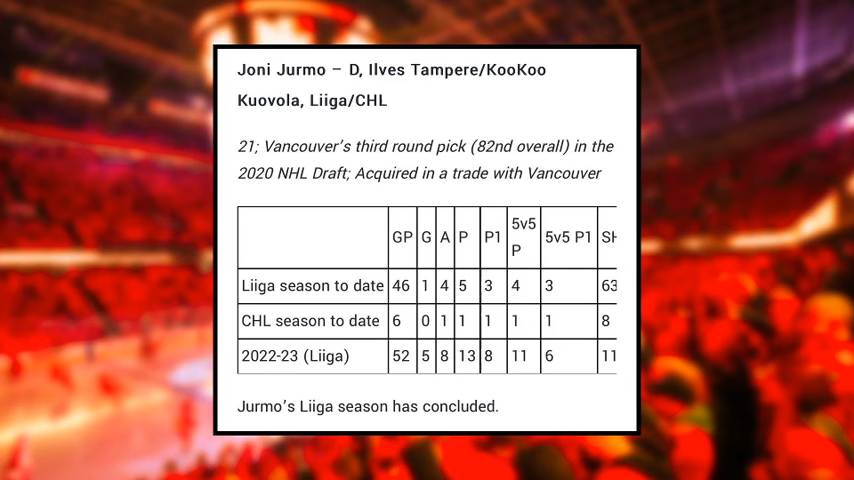 Joni Jurmo – D, Ilves Tampere/KooKoo
Kuovola, Liiga/CHL
21; Vancouver's third round pick (82nd overall) in the
2020 NHL Draft; Acquired in a trade with Vancouver
GP G A P P1 5v5 P 5v5 P1
Liiga season to date 46 1 4 5 3 4 3 63
CHL season to date 6 0 1 1 1 1 1 8
2022-23 (Liiga) 52 5 8 13 8 11 6 11
Jurmo's Liiga season has concluded.